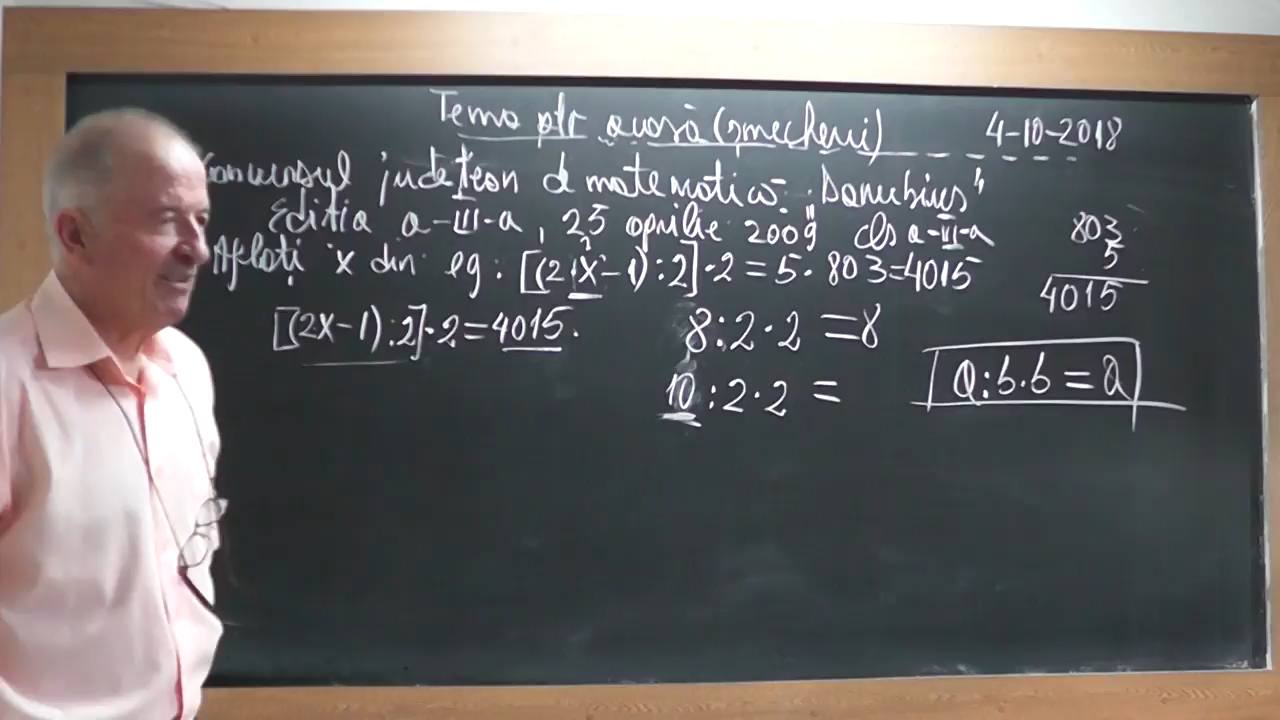 Tema ptr acasă (șmecheri) 4-10-2018
Concursul județean d matematică „Danubius"
Ediția a-III-a, 25 aprilie 2009 cls a-III-a
Aflați x din eg: [(2·x-1):2]·2=5·803=4015
803
5
4015
[(2x-1):2]·2=4015.
8:2·2=8
10:2·2=
a:b·b=a